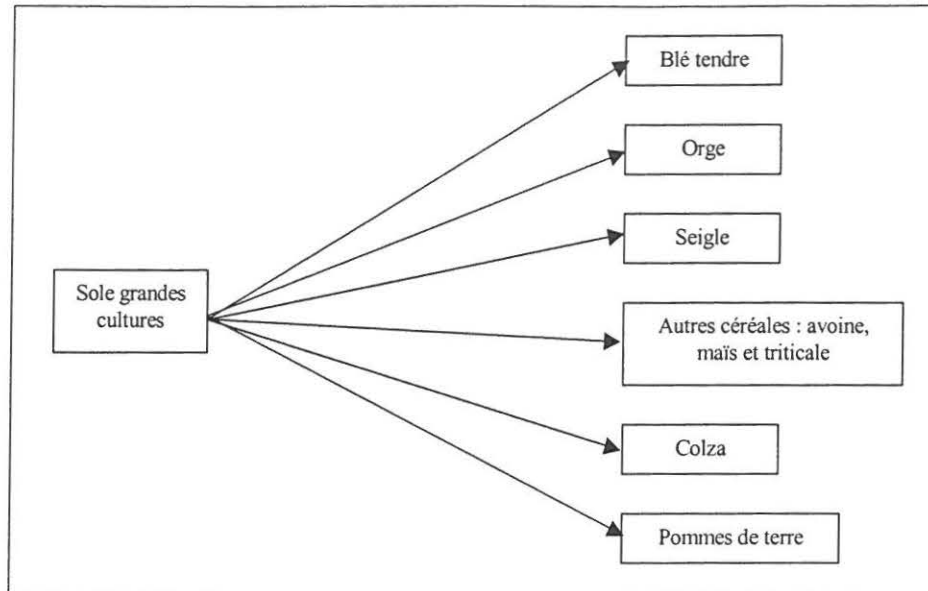 Blé tendre
Orge
Seigle
Sole grandes
cultures
Autres céréales : avoine,
maïs et triticale
Colza
Pommes de terre